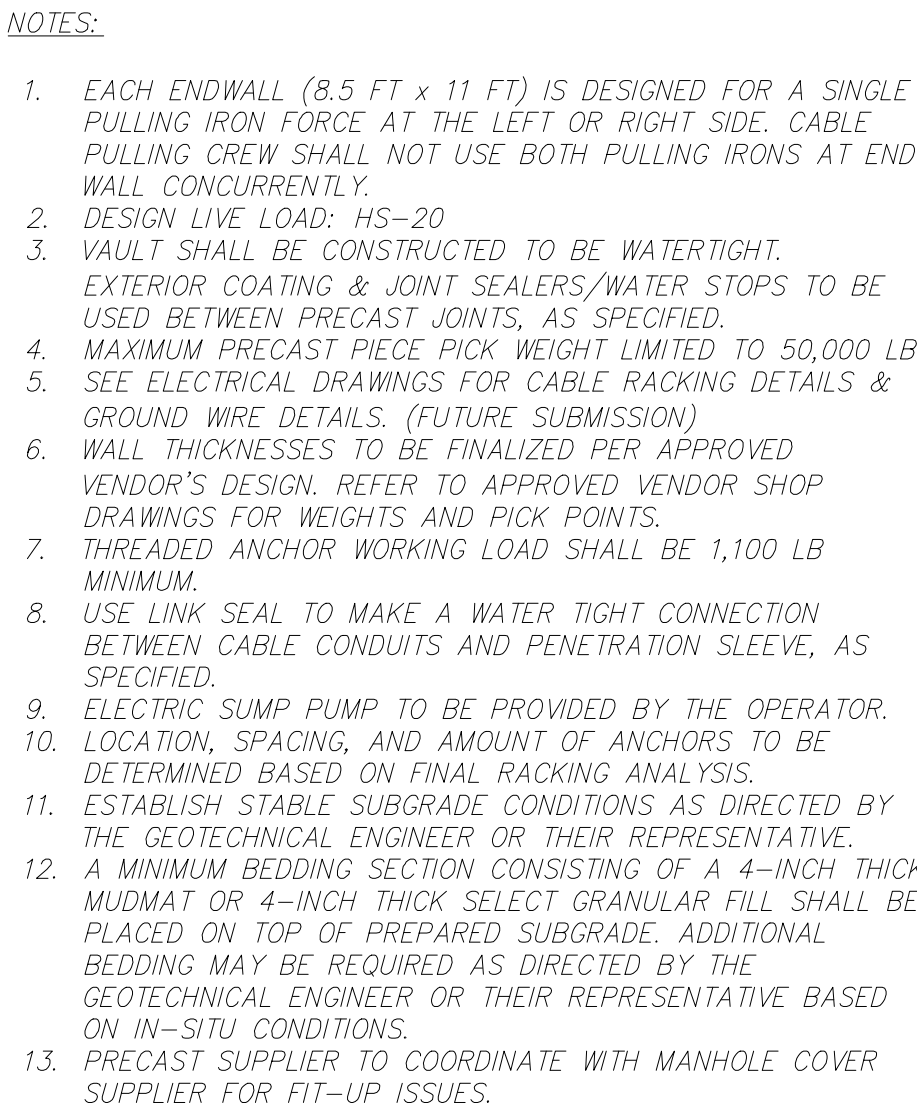 NOTES:
1. EACH ENDWALL (8.5 FT x 11 FT) IS DESIGNED FOR A SINGLE
PULLING IRON FORCE AT THE LEFT OR RIGHT SIDE. CABLE
PULLING CREW SHALL NOT USE BOTH PULLING IRONS AT END
WALL CONCURRENTLY.
2. DESIGN LIVE LOAD: HS-20
3. VAULT SHALL BE CONSTRUCTED TO BE WATERTIGHT.
EXTERIOR COATING & JOINT SEALERS/WATER STOPS TO BE
USED BETWEEN PRECAST JOINTS, AS SPECIFIED.
4. MAXIMUM PRECAST PIECE PICK WEIGHT LIMITED TO 50,000 LB
5. SEE ELECTRICAL DRAWINGS FOR CABLE RACKING DETAILS &
GROUND WIRE DETAILS. (FUTURE SUBMISSION)
6. WALL THICKNESSES TO BE FINALIZED PER APPROVED
VENDOR'S DESIGN. REFER TO APPROVED VENDOR SHOP
DRAWINGS FOR WEIGHTS AND PICK POINTS.
7. THREADED ANCHOR WORKING LOAD SHALL BE 1,100 LB
MINIMUM.
8. USE LINK SEAL TO MAKE A WATER TIGHT CONNECTION
BETWEEN CABLE CONDUITS AND PENETRATION SLEEVE, AS
SPECIFIED.
9. ELECTRIC SUMP PUMP TO BE PROVIDED BY THE OPERATOR.
10. LOCATION, SPACING, AND AMOUNT OF ANCHORS TO BE
DETERMINED BASED ON FINAL RACKING ANALYSIS.
11. ESTABLISH STABLE SUBGRADE CONDITIONS AS DIRECTED BY
THE GEOTECHNICAL ENGINEER OR THEIR REPRESENTATIVE.
12. A MINIMUM BEDDING SECTION CONSISTING OF A 4-INCH THICK
MUDMAT OR 4-INCH THICK SELECT GRANULAR FILL SHALL BE
PLACED ON TOP OF PREPARED SUBGRADE. ADDITIONAL
BEDDING MAY BE REQUIRED AS DIRECTED BY THE
GEOTECHNICAL ENGINEER OR THEIR REPRESENTATIVE BASED
ON IN-SITU CONDITIONS.
13. PRECAST SUPPLIER TO COORDINATE WITH MANHOLE COVER
SUPPLIER FOR FIT-UP ISSUES.